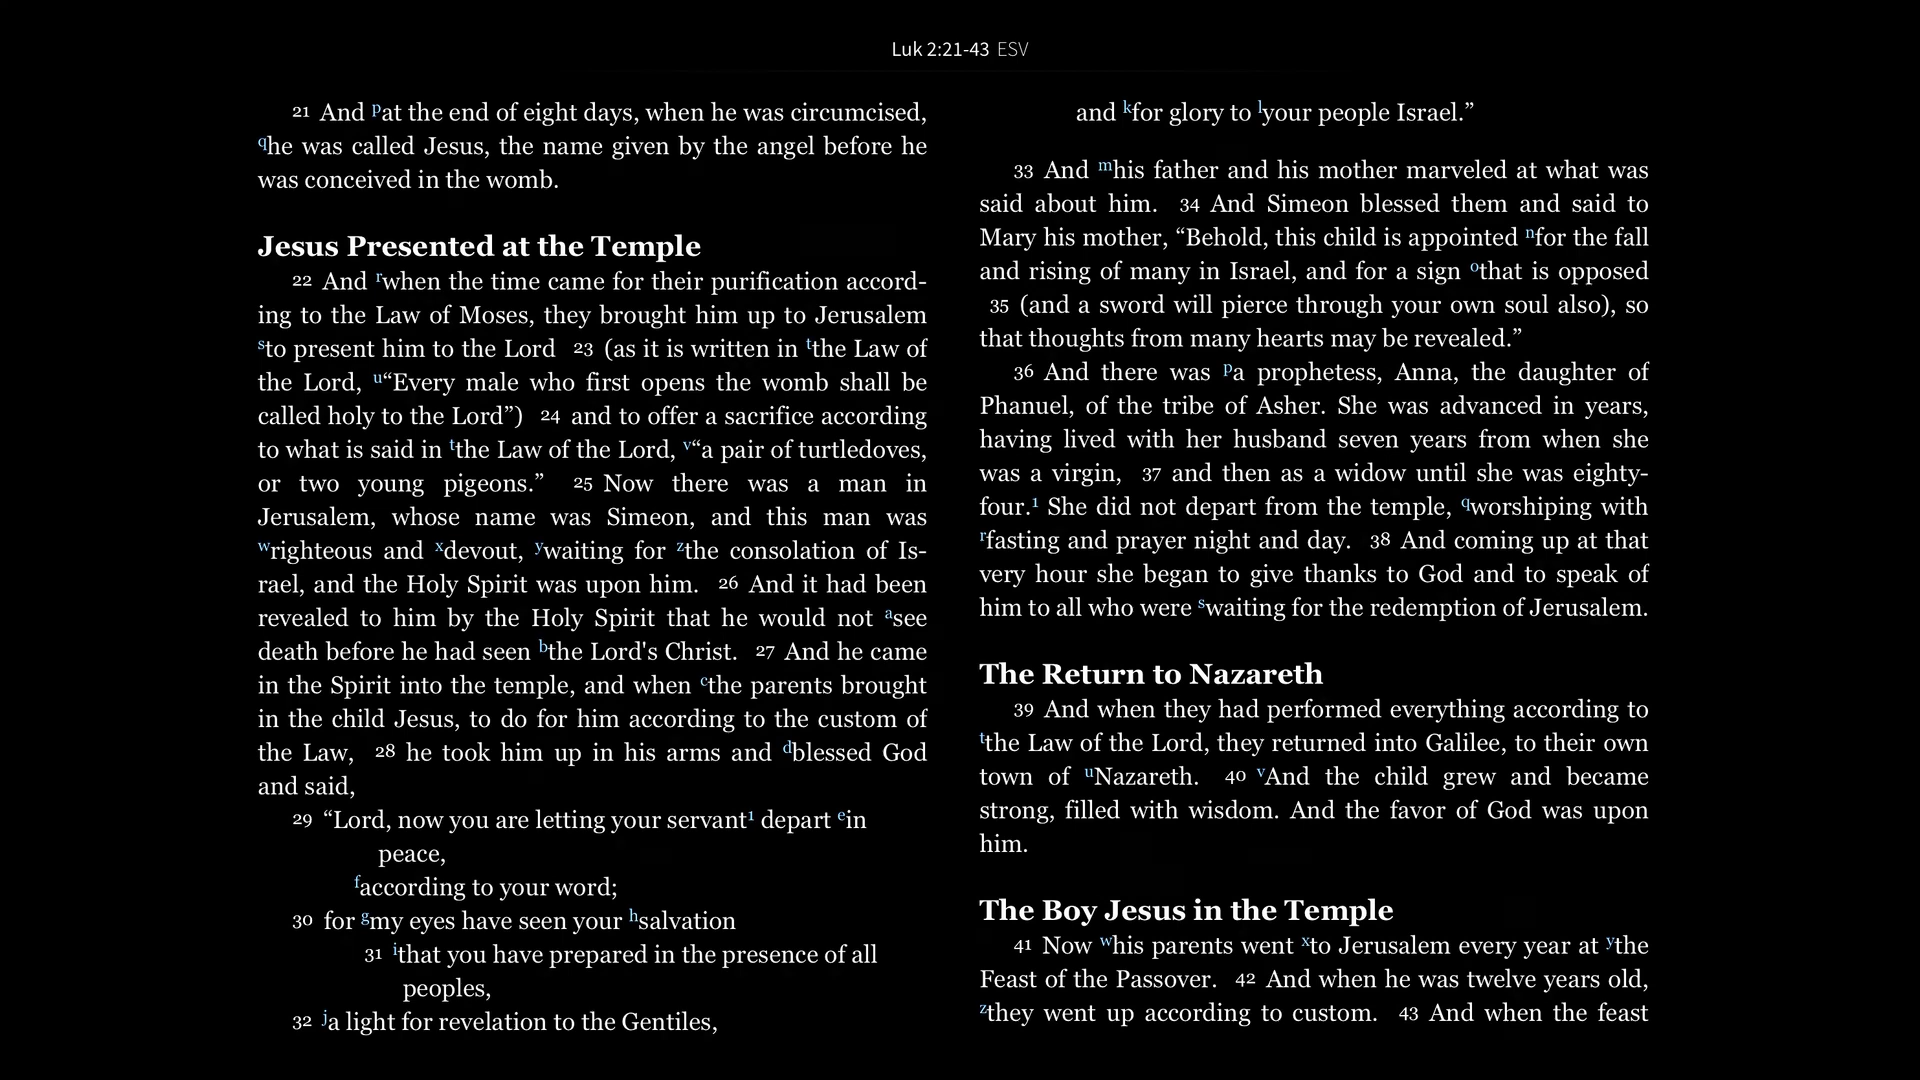 Luk 2:21-43 ESV
21 And pat the end of eight days, when he was circumcised,
qhe was called Jesus, the name given by the angel before he
was conceived in the womb.
Jesus Presented at the Temple
22 And rwhen the time came for their purification accord-
ing to the Law of Moses, they brought him up to Jerusalem
sto present him to the Lord 23 (as it is written in tthe Law of
the Lord, u“Every male who first opens the womb shall be
called holy to the Lord”) 24 and to offer a sacrifice according
to what is said in tthe Law of the Lord, v“a pair of turtledoves,
or two young pigeons.” 25 Now there was a man in
Jerusalem, whose name was Simeon, and this man was
wrighteous and xdevout, ywaiting for zthe consolation of Is-
rael, and the Holy Spirit was upon him. 26 And it had been
revealed to him by the Holy Spirit that he would not asee
death before he had seen bthe Lord's Christ. 27 And he came
in the Spirit into the temple, and when cthe parents brought
in the child Jesus, to do for him according to the custom of
the Law, 28 he took him up in his arms and dblessed God
and said,
29 “Lord, now you are letting your servant1 depart ein
peace,
faccording to your word;
30 for gmy eyes have seen your hsalvation
31 ithat you have prepared in the presence of all
peoples,
32 ja light for revelation to the Gentiles,
and kfor glory to lyour people Israel.”
33 And mhis father and his mother marveled at what was
said about him. 34 And Simeon blessed them and said to
Mary his mother, “Behold, this child is appointed nfor the fall
and rising of many in Israel, and for a sign othat is opposed
35 (and a sword will pierce through your own soul also), so
that thoughts from many hearts may be revealed.”
36 And there was pa prophetess, Anna, the daughter of
Phanuel, of the tribe of Asher. She was advanced in years,
having lived with her husband seven years from when she
was a virgin, 37 and then as a widow until she was eighty-
four.1 She did not depart from the temple, qworshiping with
rfasting and prayer night and day. 38 And coming up at that
very hour she began to give thanks to God and to speak of
him to all who were swaiting for the redemption of Jerusalem.
The Return to Nazareth
39 And when they had performed everything according to
tthe Law of the Lord, they returned into Galilee, to their own
town of uNazareth. 40 vAnd the child grew and became
strong, filled with wisdom. And the favor of God was upon
him.
The Boy Jesus in the Temple
41 Now whis parents went xto Jerusalem every year at ythe
Feast of the Passover. 42 And when he was twelve years old,
zthey went up according to custom. 43 And when the feast